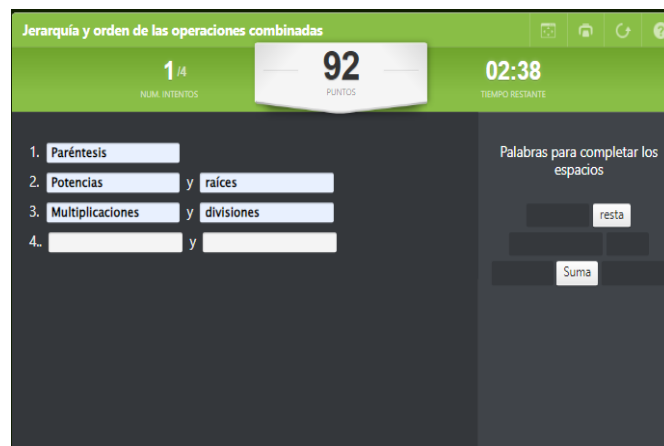 Jerarquía y orden de las operaciones combinadas
1/4
NUM. INTENTOS
92
PUNTOS
02:38
TIEMPO RESTANTE
1. Paréntesis
2. Potencias y raíces
3. Multiplicaciones y divisiones
4.. y
Palabras para completar los
espacios
resta
Suma